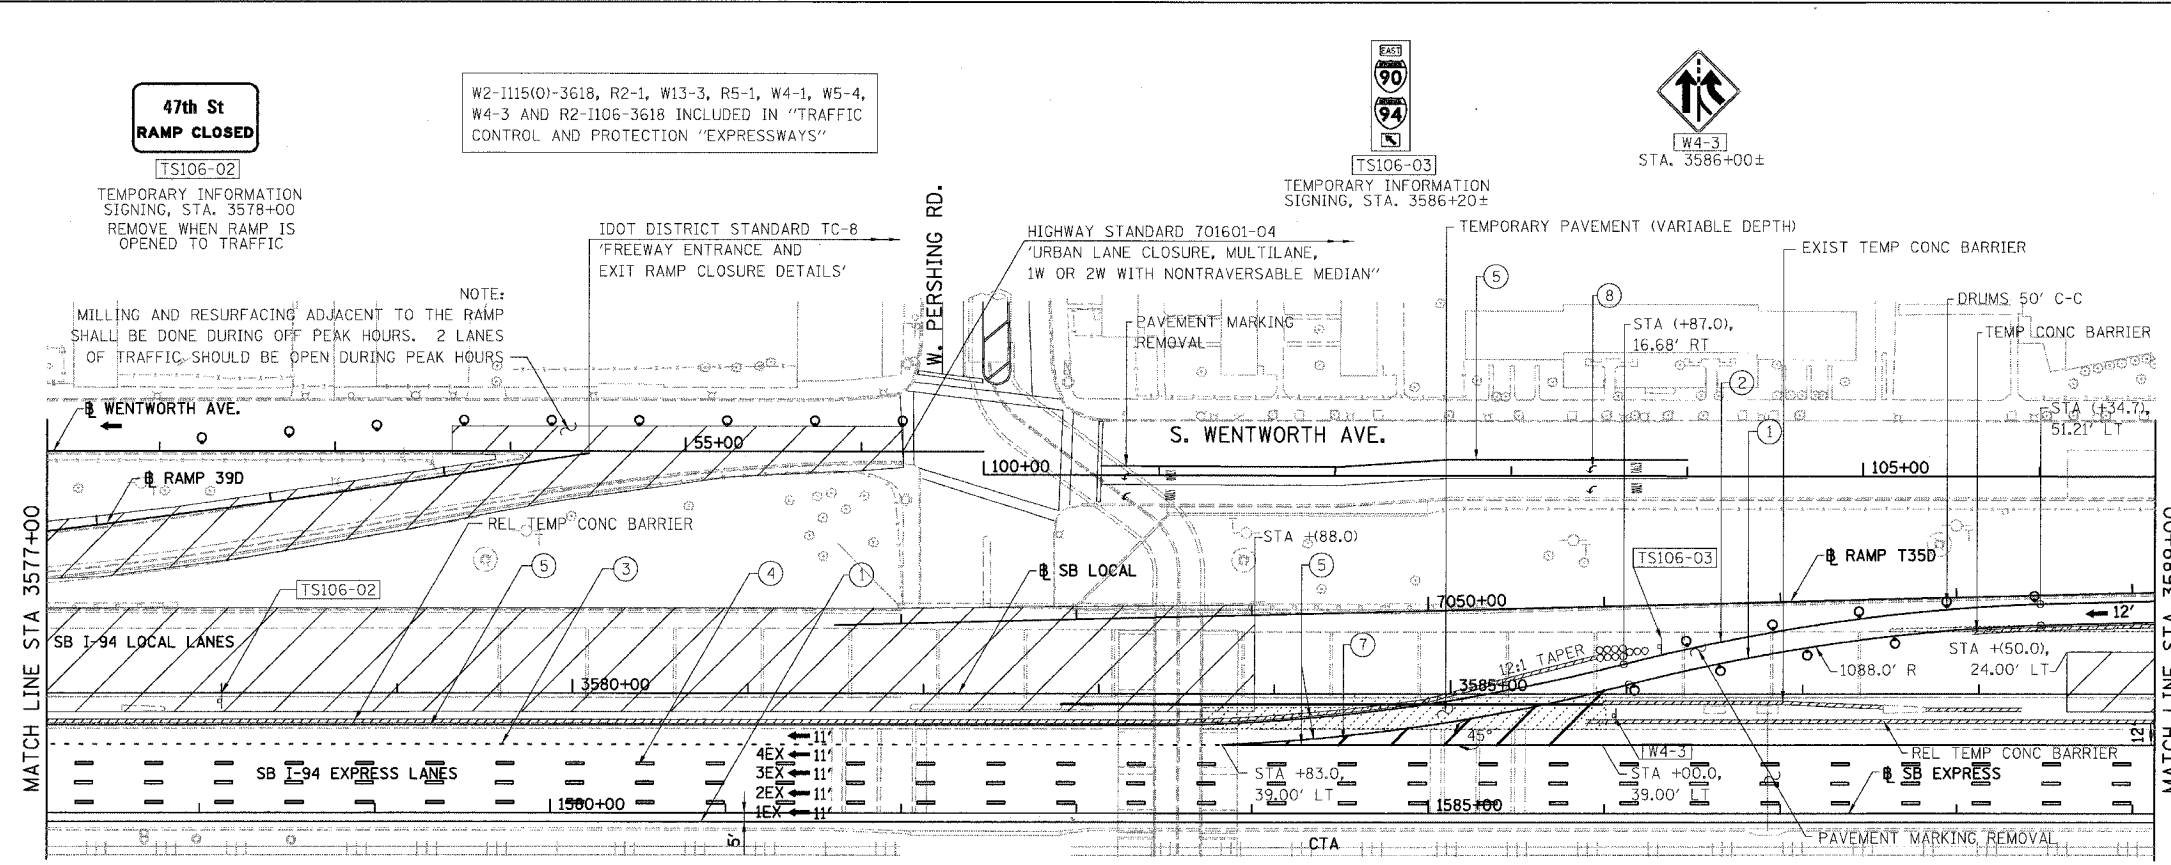 47th St
RAMP CLOSED
TS106-02
TEMPORARY INFORMATION
SIGNING, STA. 3578+00
REMOVE WHEN RAMP IS
OPENED TO TRAFFIC
W2-I115(O)-3618, R2-1, W13-3, R5-1, W4-1, W5-4,
W4-3 AND R2-I106-3618 INCLUDED IN "TRAFFIC
CONTROL AND PROTECTION "EXPRESSWAYS"
EAST
90
94
TS106-03
TEMPORARY INFORMATION
SIGNING, STA. 3586+20±
W4-3
STA. 3586+00±
IDOT DISTRICT STANDARD TC-8
'FREEWAY ENTRANCE AND
EXIT RAMP CLOSURE DETAILS'
W. PERSHING RD.
HIGHWAY STANDARD 701601-04
'URBAN LANE CLOSURE, MULTILANE,
1W OR 2W WITH NONTRAVERSABLE MEDIAN"
TEMPORARY PAVEMENT (VARIABLE DEPTH)
EXIST TEMP CONC BARRIER
NOTE:
MILLING AND RESURFACING ADJACENT TO THE RAMP
SHALL BE DONE DURING OFF PEAK HOURS. 2 LANES
OF TRAFFIC SHOULD BE OPEN DURING PEAK HOURS
PAVEMENT MARKING
REMOVAL
5
8
STA (+87.0),
16.68' RT
DRUMS 50' C-C
TEMP CONC BARRIER
2
1
STA (+34.7),
51.21' LT
℄ WENTWORTH AVE.
55+00
S. WENTWORTH AVE.
100+00
105+00
℄ RAMP 39D
REL TEMP CONC BARRIER
STA +(88.0)
MATCH LINE STA 3577+00
MATCH LINE STA 3589+00
5
3
4
1
℄ SB LOCAL
5
TS106-03
℄ RAMP T35D
TS106-02
7050+00
12'
SB I-94 LOCAL LANES
7
12:1 TAPER
1088.0' R
STA +(50.0),
24.00' LT
3580+00
3585+00
45°
W4-3
12'
REL TEMP CONC BARRIER
11'
4EX 11'
3EX 11'
2EX 11'
1EX 11'
SB I-94 EXPRESS LANES
STA +83.0,
39.00' LT
STA +00.0,
39.00' LT
℄ SB EXPRESS
1580+00
1585+00
5'
CTA
PAVEMENT MARKING REMOVAL